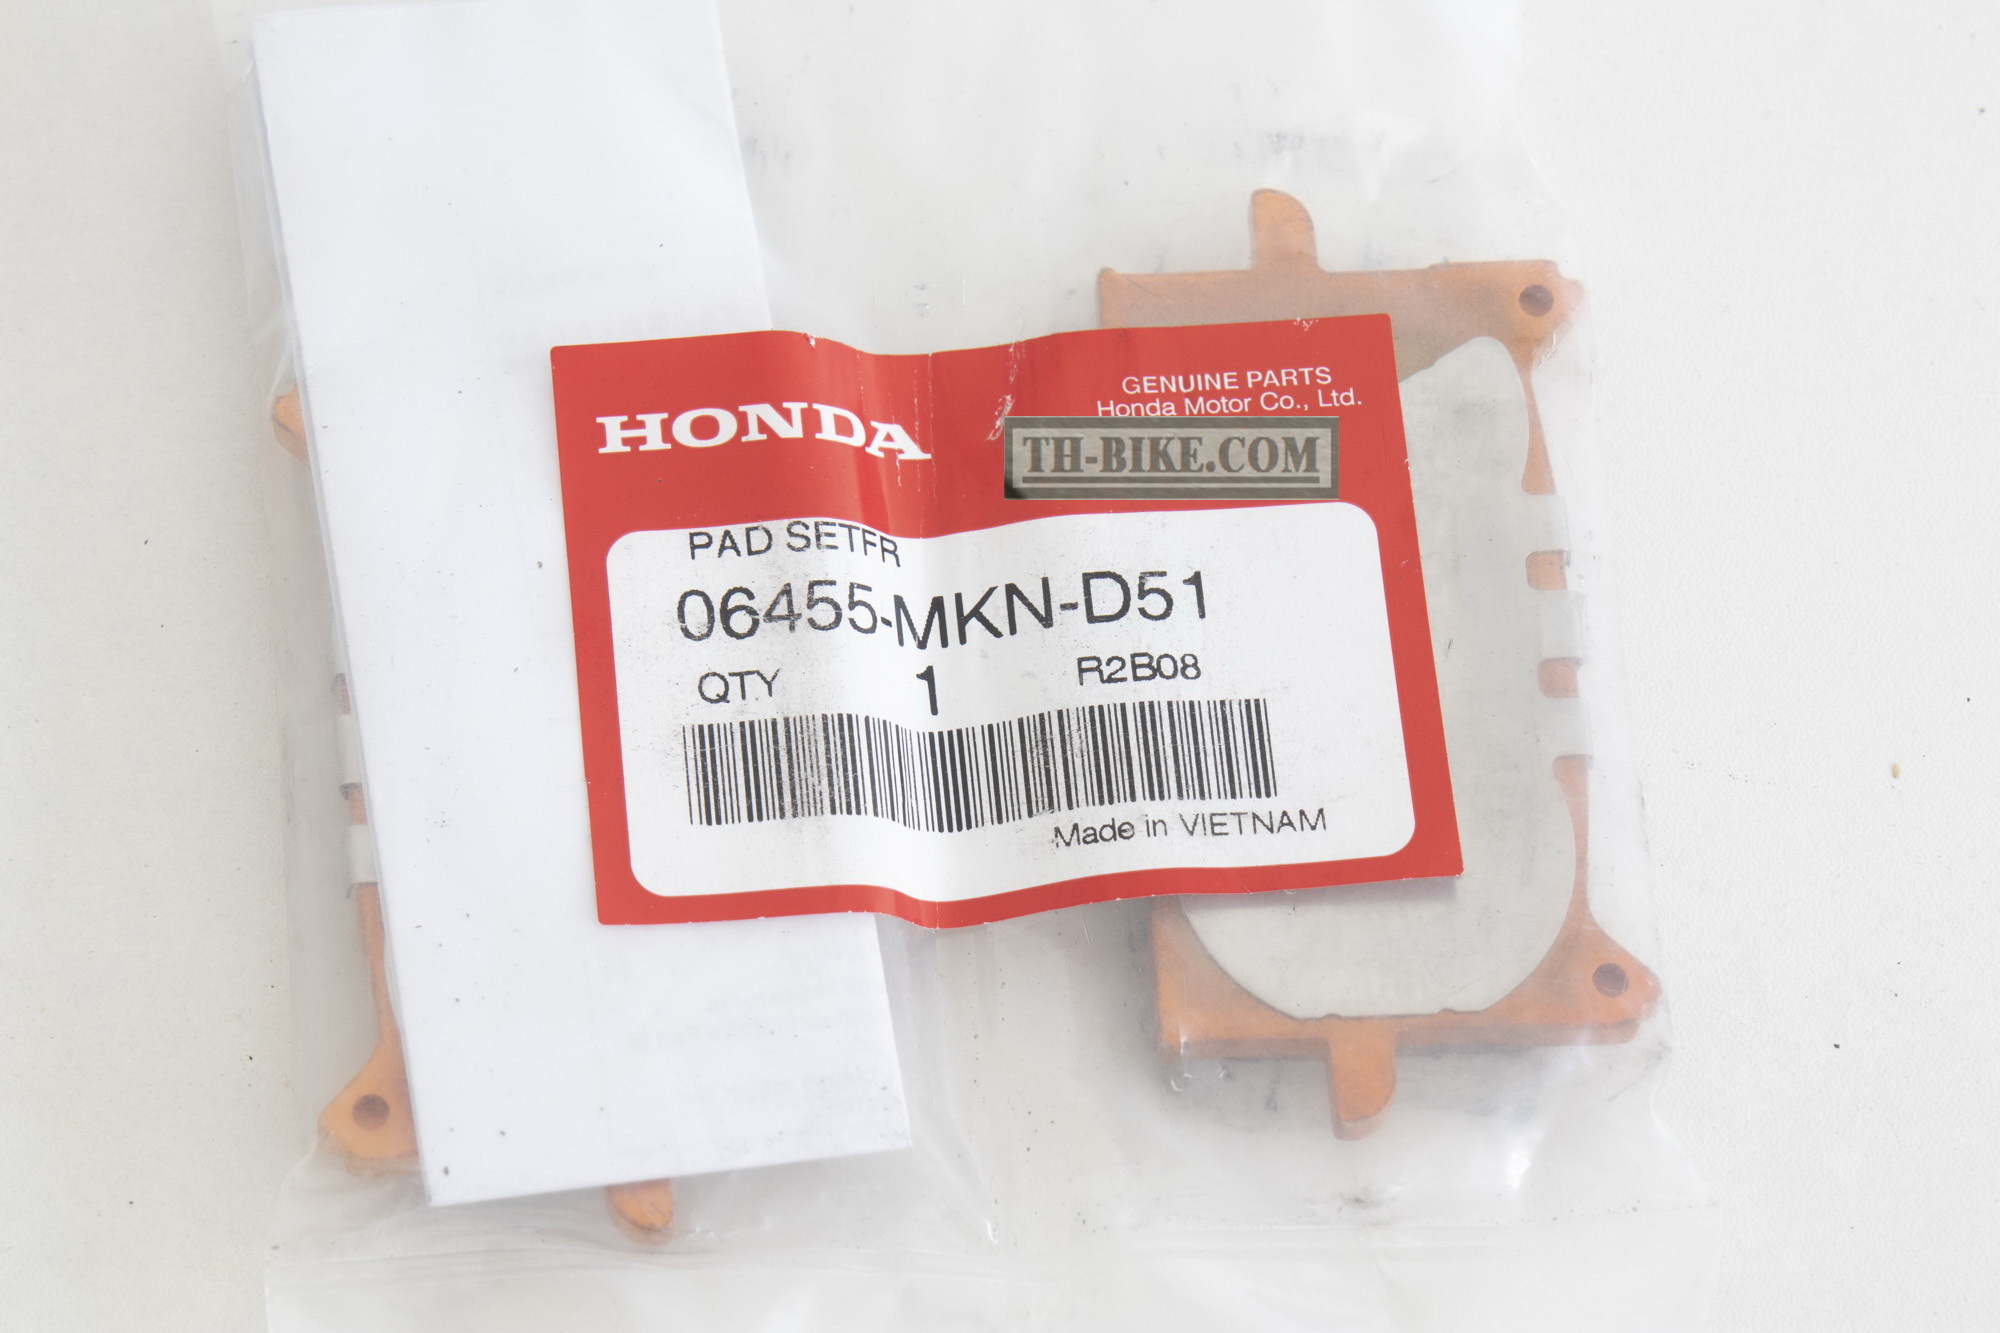 HONDA
GENUINE PARTS
Honda Motor Co., Ltd.
TH-BIKE.COM
PAD SETFR
06455-MKN-D51
QTY 1 R2B08
Made in VIETNAM